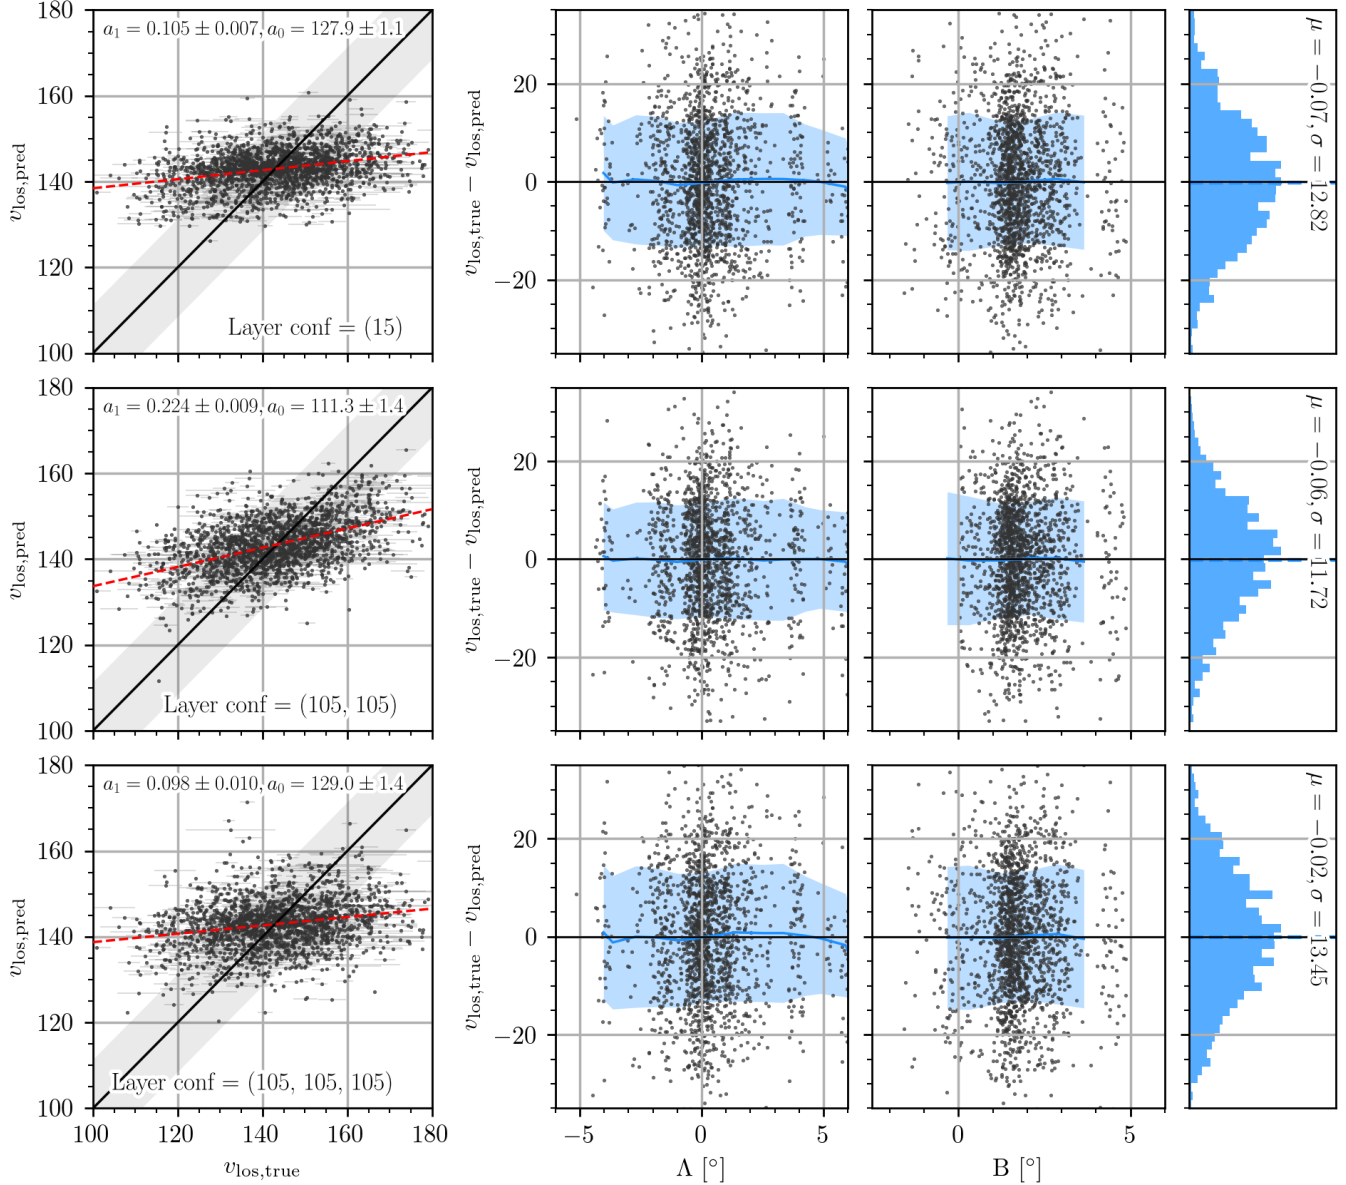 180
160
140
120
100
v_los,pred
a₁ = 0.105 ± 0.007, a₀ = 127.9 ± 1.1
Layer conf = (15)
v_los,true − v_los,pred
20
0
−20
μ = −0.07, σ = 12.82
180
160
140
120
100
v_los,pred
a₁ = 0.224 ± 0.009, a₀ = 111.3 ± 1.4
Layer conf = (105, 105)
v_los,true − v_los,pred
20
0
−20
μ = −0.06, σ = 11.72
180
160
140
120
100
v_los,pred
a₁ = 0.098 ± 0.010, a₀ = 129.0 ± 1.4
Layer conf = (105, 105, 105)
v_los,true − v_los,pred
20
0
−20
μ = −0.02, σ = 13.45
100 120 140 160 180
v_los,true
−5 0 5
Λ [°]
0 5
B [°]